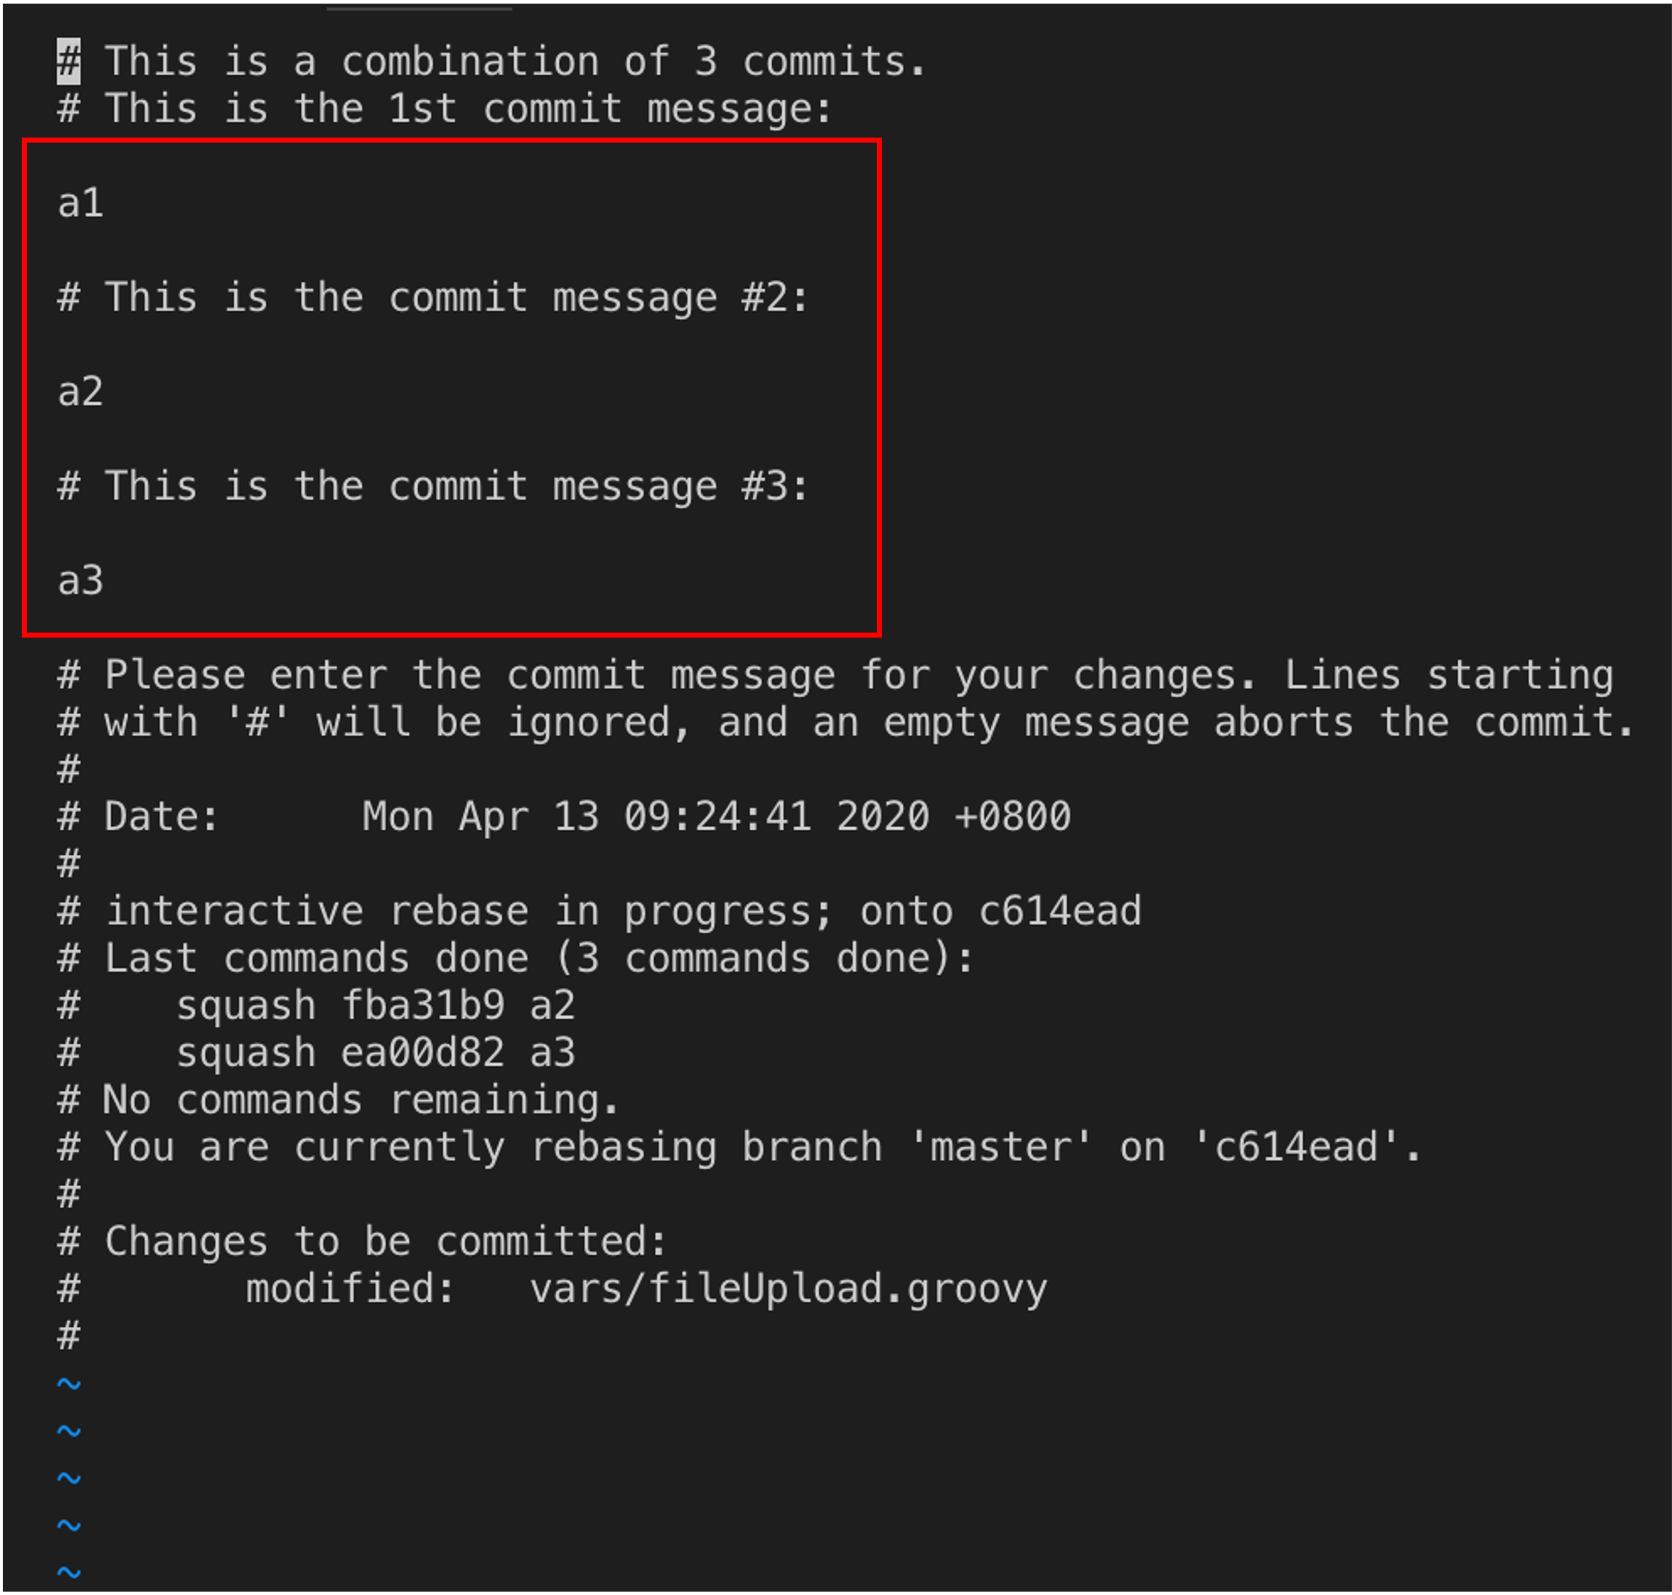 # This is a combination of 3 commits.
# This is the 1st commit message:
a1
# This is the commit message #2:
a2
# This is the commit message #3:
a3
# Please enter the commit message for your changes. Lines starting
# with '#' will be ignored, and an empty message aborts the commit.
#
# Date:      Mon Apr 13 09:24:41 2020 +0800
#
# interactive rebase in progress; onto c614ead
# Last commands done (3 commands done):
#    squash fba31b9 a2
#    squash ea00d82 a3
# No commands remaining.
# You are currently rebasing branch 'master' on 'c614ead'.
#
# Changes to be committed:
#       modified:   vars/fileUpload.groovy
#
~
~
~
~
~